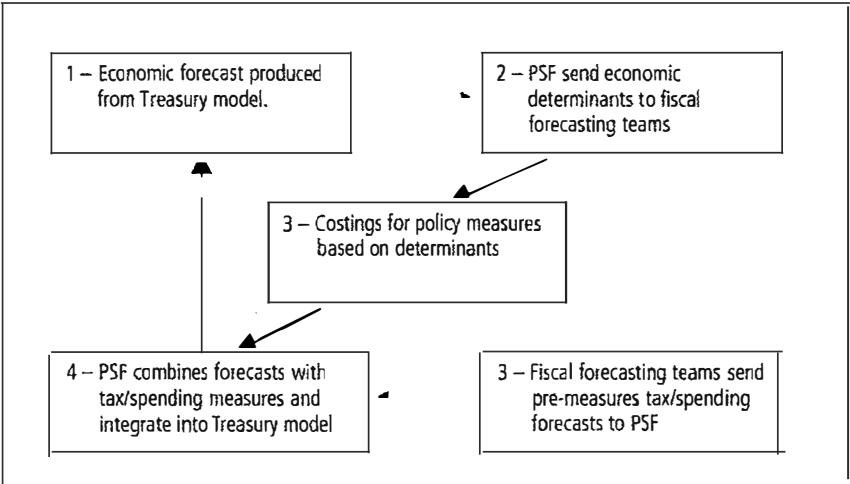 1 – Economic forecast produced
from Treasury model.
2 – PSF send economic
determinants to fiscal
forecasting teams
3 – Costings for policy measures
based on determinants
4 – PSF combines forecasts with
tax/spending measures and
integrate into Treasury model
3 – Fiscal forecasting teams send
pre-measures tax/spending
forecasts to PSF